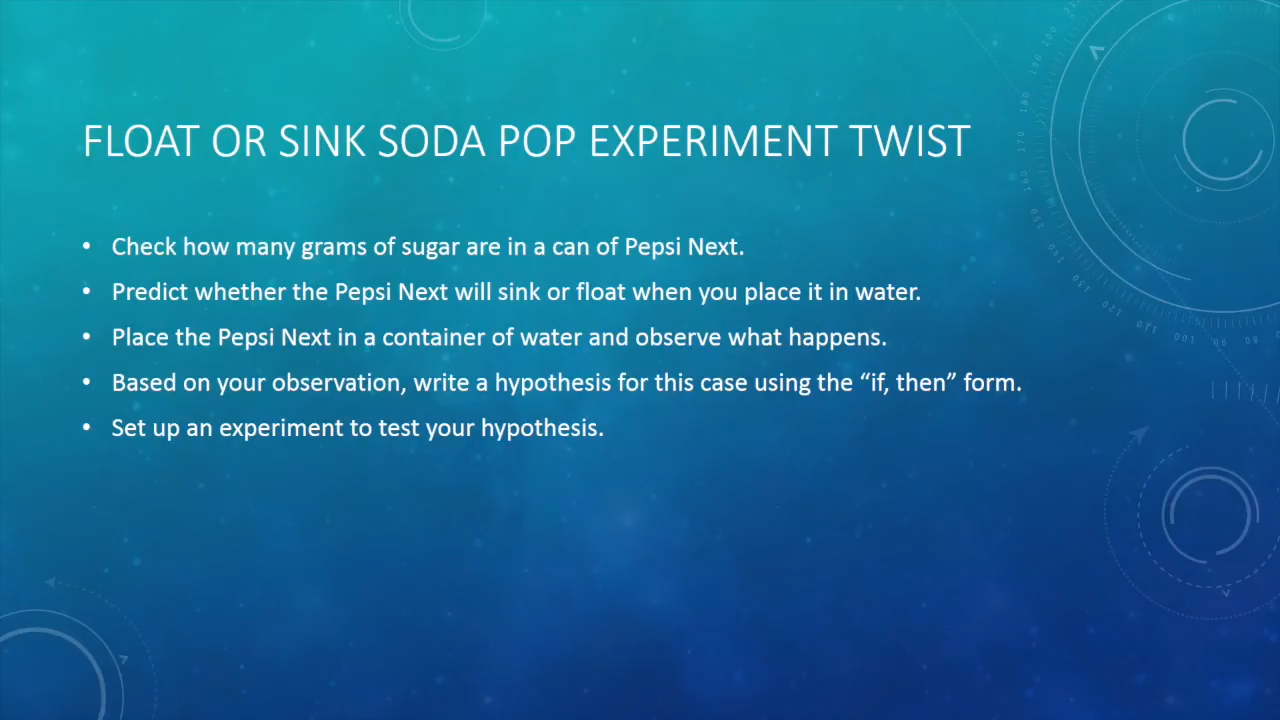 FLOAT OR SINK SODA POP EXPERIMENT TWIST
• Check how many grams of sugar are in a can of Pepsi Next.
• Predict whether the Pepsi Next will sink or float when you place it in water.
• Place the Pepsi Next in a container of water and observe what happens.
• Based on your observation, write a hypothesis for this case using the “if, then” form.
• Set up an experiment to test your hypothesis.